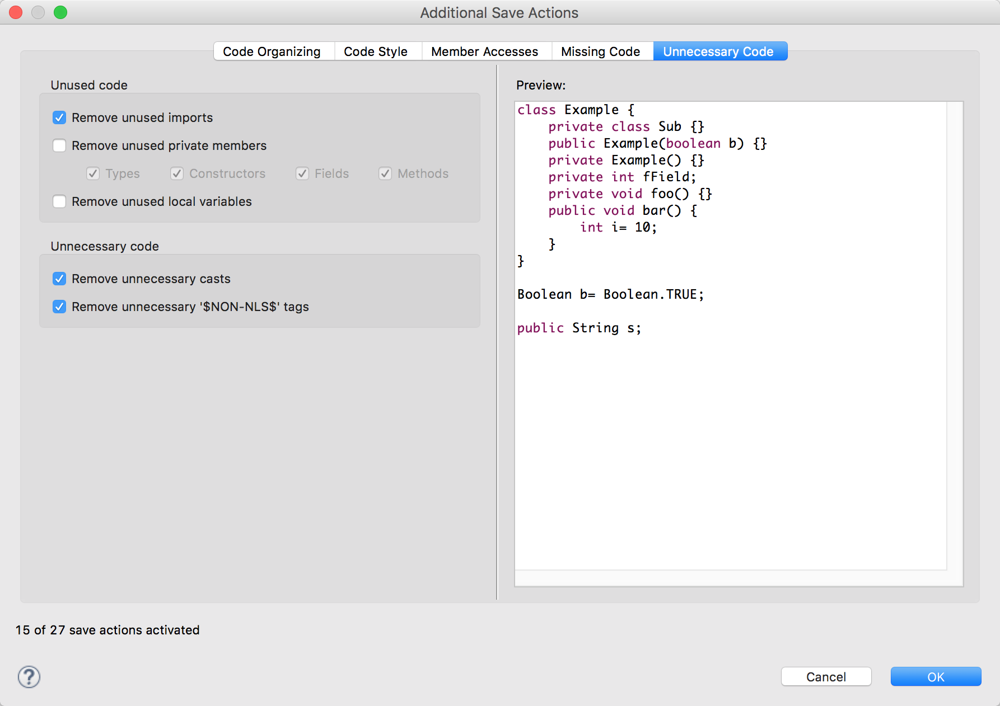 Additional Save Actions
Code Organizing
Code Style
Member Accesses
Missing Code
Unnecessary Code
Unused code
Remove unused imports
Remove unused private members
Types
Constructors
Fields
Methods
Remove unused local variables
Unnecessary code
Remove unnecessary casts
Remove unnecessary '$NON-NLS$' tags
Preview:
class Example {
    private class Sub {}
    public Example(boolean b) {}
    private Example() {}
    private int fField;
    private void foo() {}
    public void bar() {
        int i= 10;
    }
}

Boolean b= Boolean.TRUE;

public String s;
15 of 27 save actions activated
?
Cancel
OK